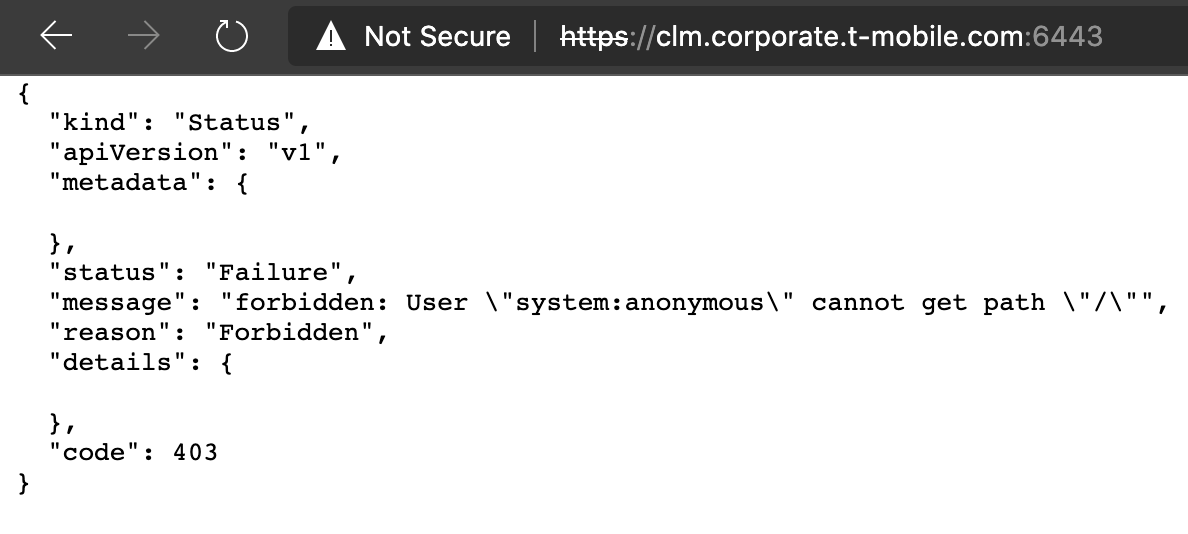 Not Secure https://clm.corporate.t-mobile.com:6443
{
"kind": "Status",
"apiVersion": "v1",
"metadata": {
},
"status": "Failure",
"message": "forbidden: User \"system:anonymous\" cannot get path \"/\"",
"reason": "Forbidden",
"details": {
},
"code": 403
}